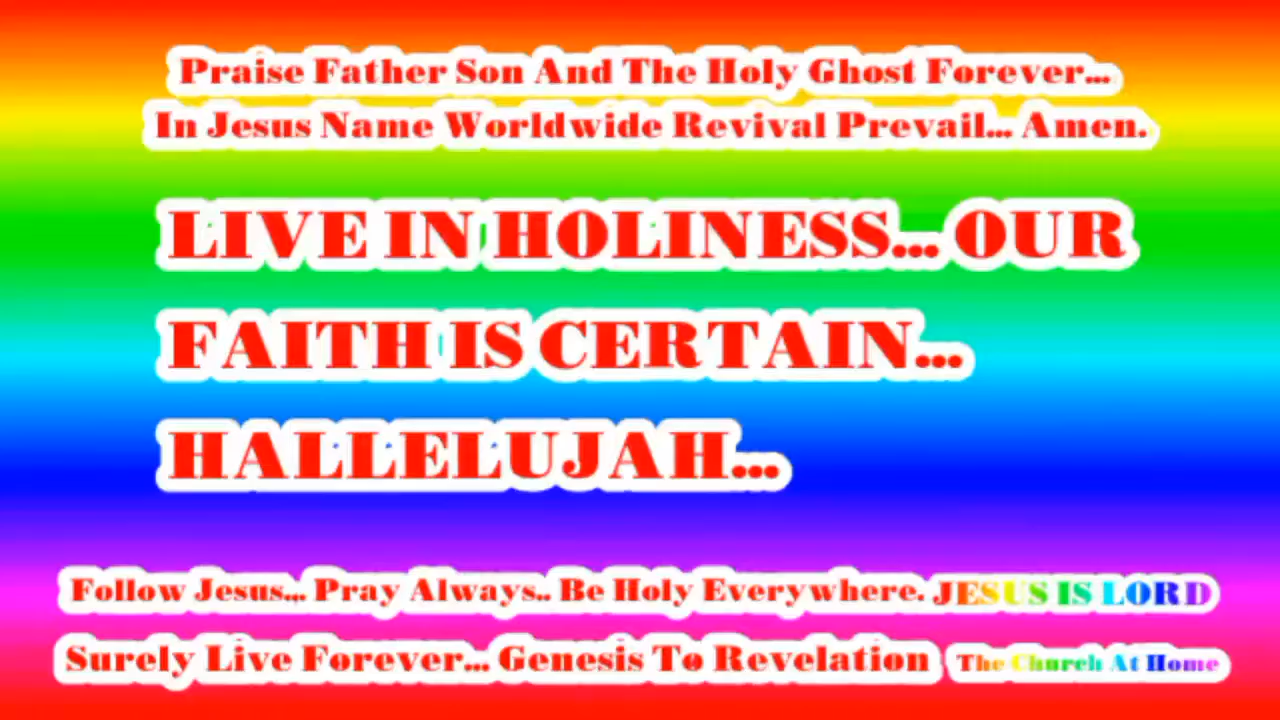 Praise Father Son And The Holy Ghost Forever...
In Jesus Name Worldwide Revival Prevail... Amen.
LIVE IN HOLINESS... OUR
FAITH IS CERTAIN...
HALLELUJAH...
Follow Jesus... Pray Always.. Be Holy Everywhere. JESUS IS LORD
Surely Live Forever... Genesis To Revelation The Church At Home